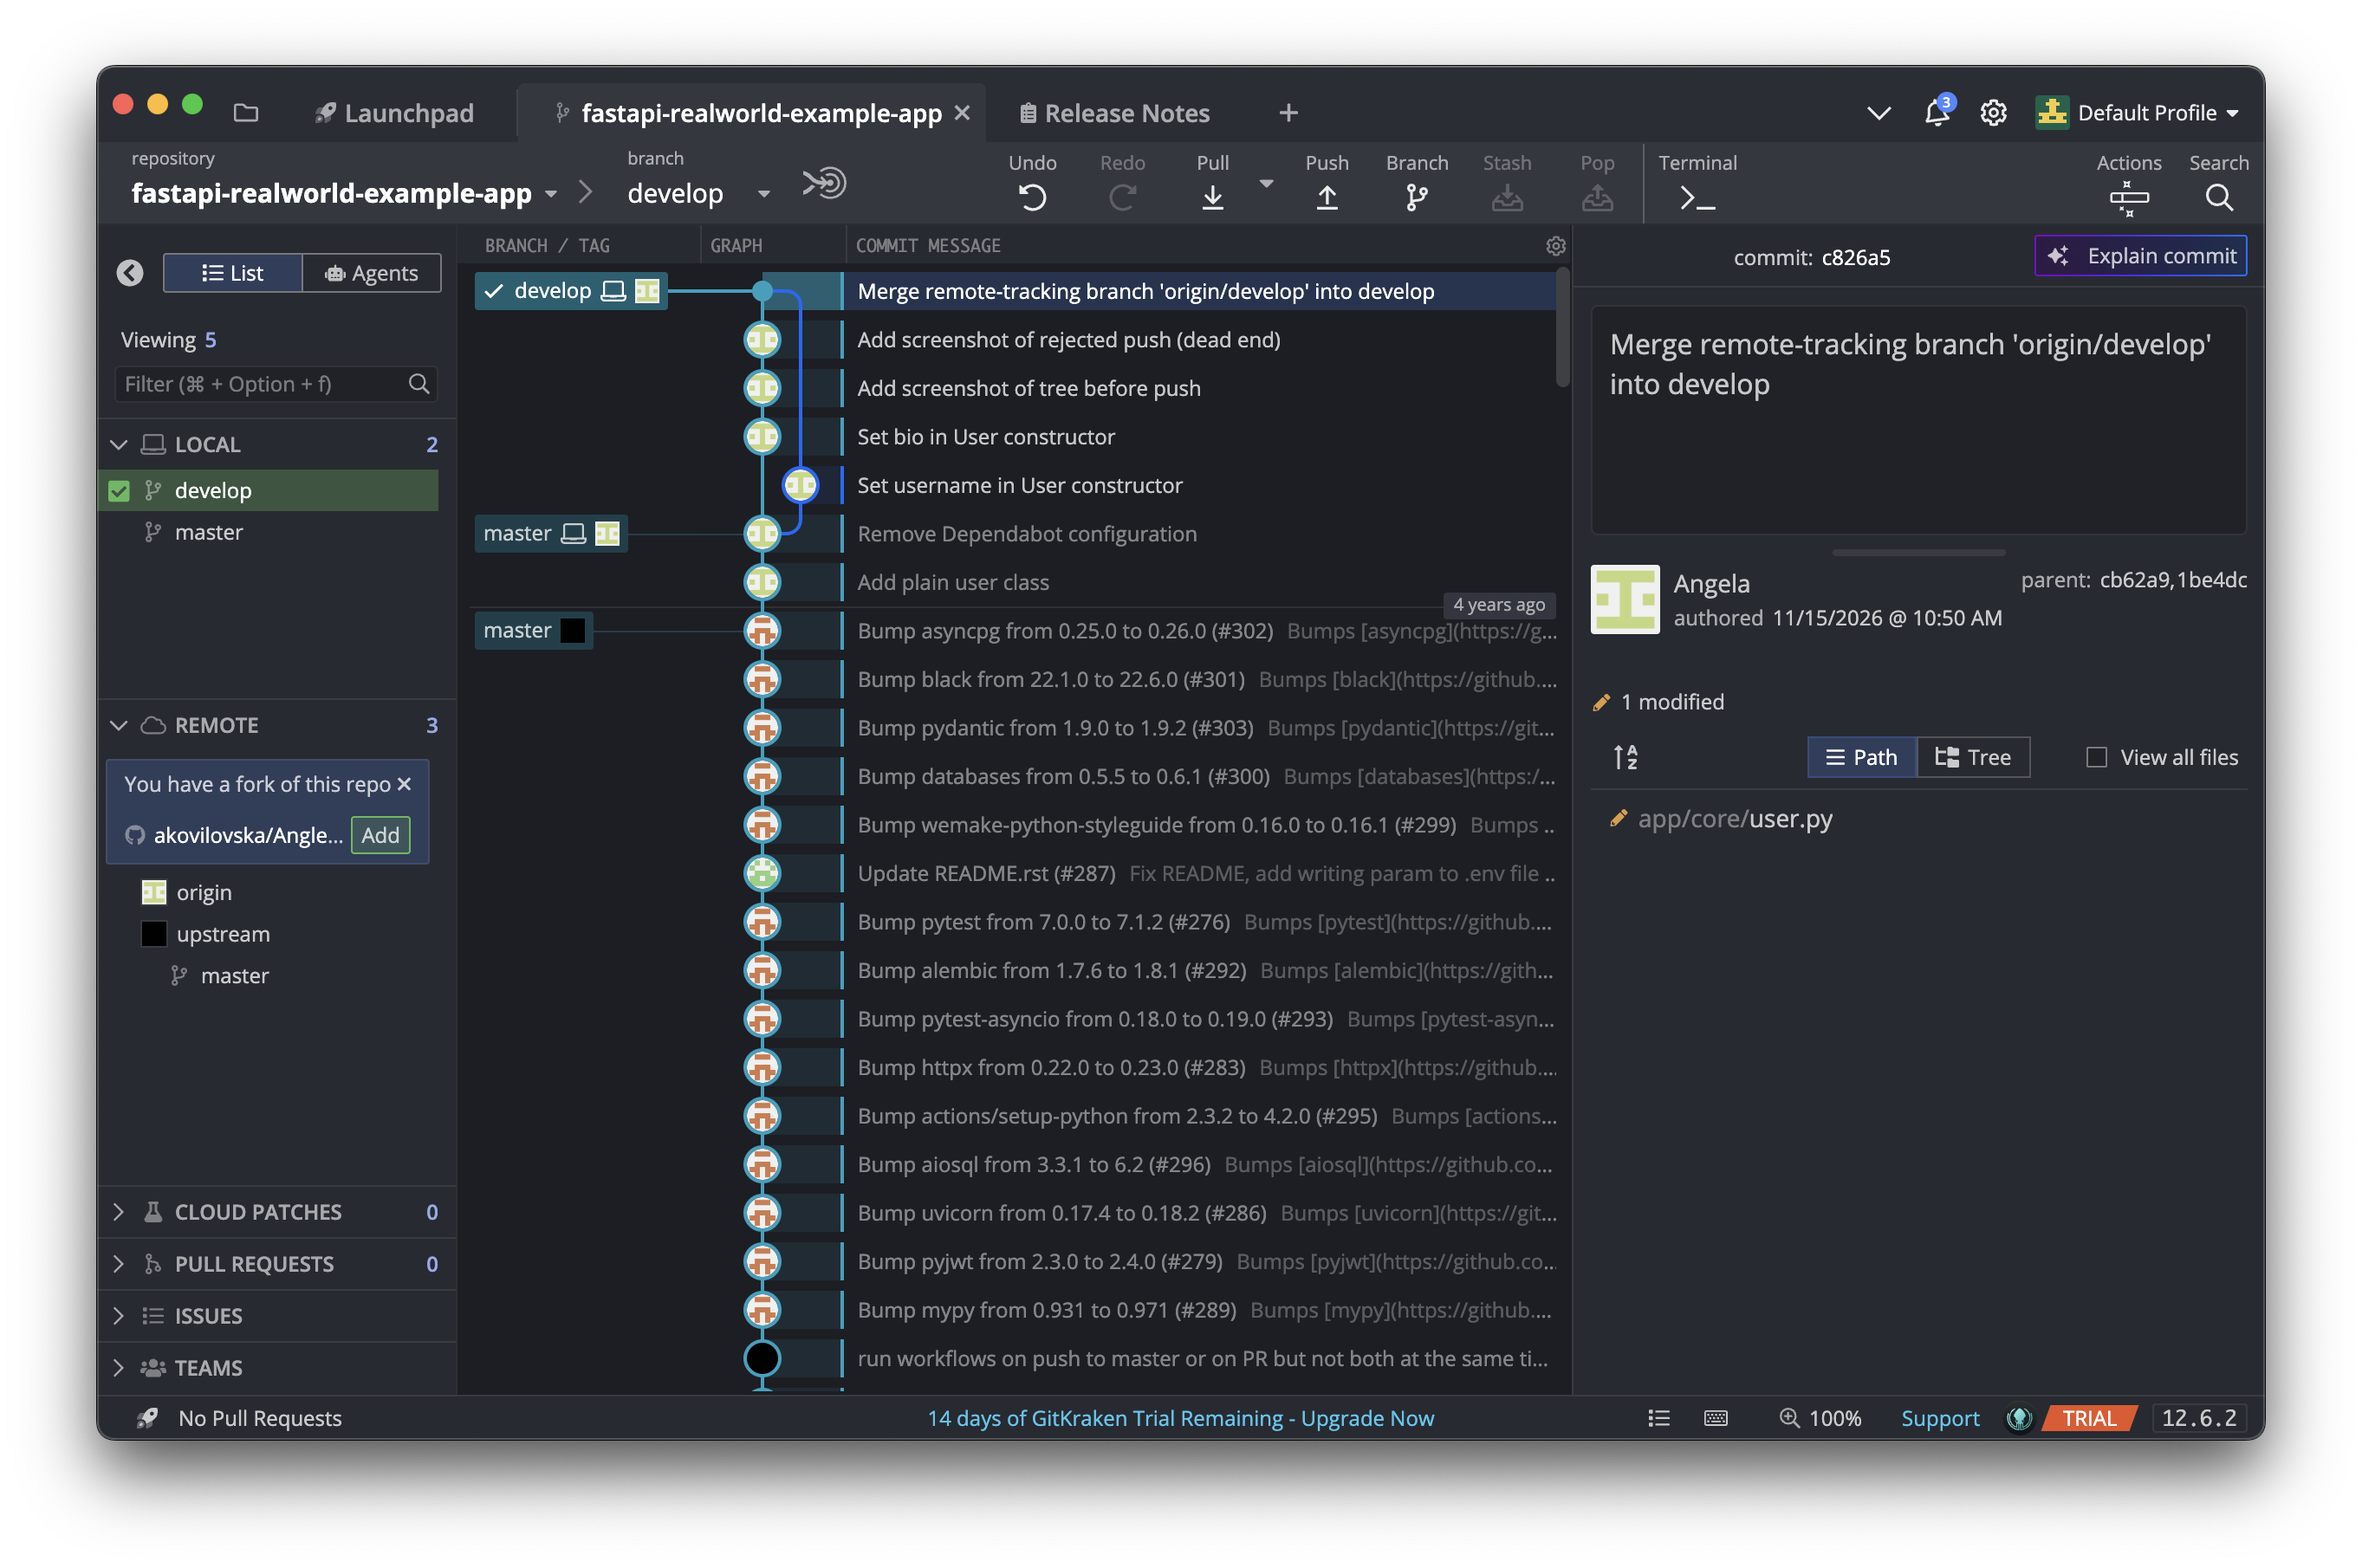 Launchpad
fastapi-realworld-example-app
Release Notes
3
Default Profile
repository
fastapi-realworld-example-app
branch
develop
Undo
Redo
Pull
Push
Branch
Stash
Pop
Terminal
Actions
Search
List
Agents
Viewing 5
Filter (⌘ + Option + f)
LOCAL 2
develop
master
REMOTE 3
You have a fork of this repo
akovilovska/Angle... Add
origin
upstream
master
CLOUD PATCHES 0
PULL REQUESTS 0
ISSUES
TEAMS
BRANCH / TAG GRAPH COMMIT MESSAGE
develop Merge remote-tracking branch 'origin/develop' into develop
Add screenshot of rejected push (dead end)
Add screenshot of tree before push
Set bio in User constructor
Set username in User constructor
master Remove Dependabot configuration
Add plain user class
4 years ago
master Bump asyncpg from 0.25.0 to 0.26.0 (#302) Bumps [asyncpg](https://g...
Bump black from 22.1.0 to 22.6.0 (#301) Bumps [black](https://github....
Bump pydantic from 1.9.0 to 1.9.2 (#303) Bumps [pydantic](https://git...
Bump databases from 0.5.5 to 0.6.1 (#300) Bumps [databases](https:/...
Bump wemake-python-styleguide from 0.16.0 to 0.16.1 (#299) Bumps ..
Update README.rst (#287) Fix README, add writing param to .env file ..
Bump pytest from 7.0.0 to 7.1.2 (#276) Bumps [pytest](https://github....
Bump alembic from 1.7.6 to 1.8.1 (#292) Bumps [alembic](https://gith...
Bump pytest-asyncio from 0.18.0 to 0.19.0 (#293) Bumps [pytest-asyn...
Bump httpx from 0.22.0 to 0.23.0 (#283) Bumps [httpx](https://github....
Bump actions/setup-python from 2.3.2 to 4.2.0 (#295) Bumps [actions...
Bump aiosql from 3.3.1 to 6.2 (#296) Bumps [aiosql](https://github.co...
Bump uvicorn from 0.17.4 to 0.18.2 (#286) Bumps [uvicorn](https://git...
Bump pyjwt from 2.3.0 to 2.4.0 (#279) Bumps [pyjwt](https://github.co...
Bump mypy from 0.931 to 0.971 (#289) Bumps [mypy](https://github....
run workflows on push to master or on PR but not both at the same ti...
commit: c826a5
Explain commit
Merge remote-tracking branch 'origin/develop'
into develop
Angela
parent: cb62a9,1be4dc
authored 11/15/2026 @ 10:50 AM
1 modified
Path
Tree
View all files
app/core/user.py
No Pull Requests
14 days of GitKraken Trial Remaining - Upgrade Now
100%
Support
TRIAL
12.6.2